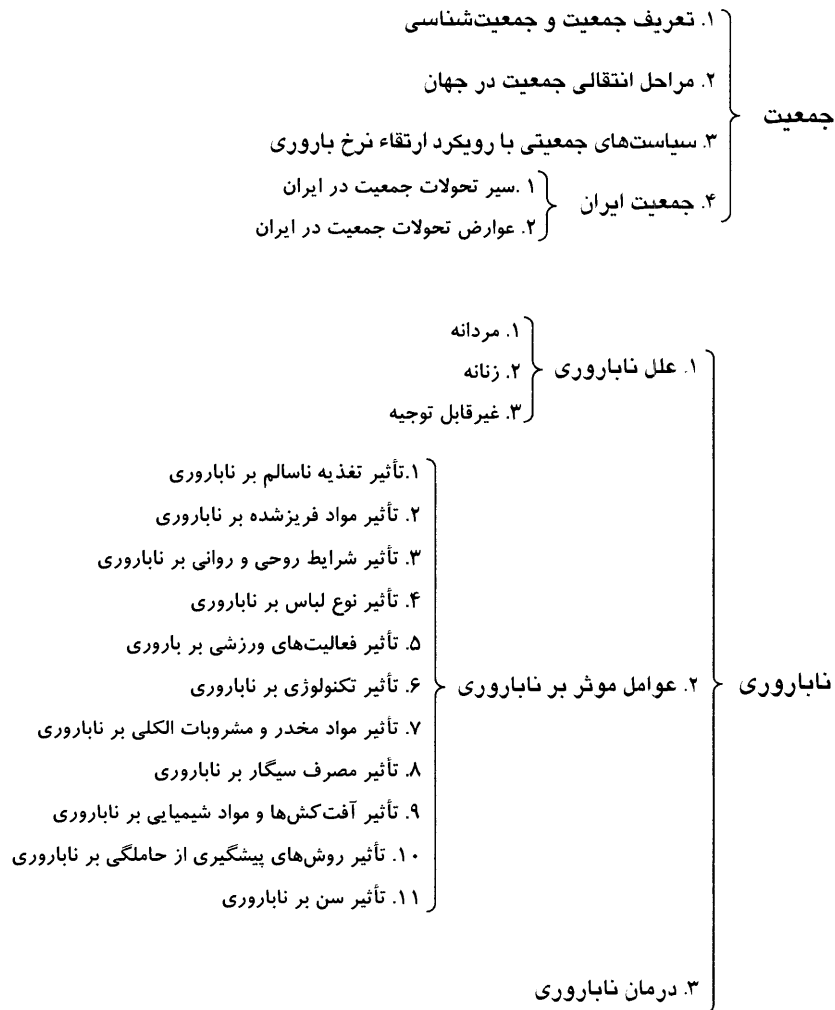 جمعیت
۱. تعریف جمعیت و جمعیت‌شناسی
۲. مراحل انتقالی جمعیت در جهان
۳. سیاست‌های جمعیتی با رویکرد ارتقاء نرخ باروری
۴. جمعیت ایران
۱ .سیر تحولات جمعیت در ایران
۲. عوارض تحولات جمعیت در ایران
ناباروری
۱. علل ناباروری
۱. مردانه
۲. زنانه
۳. غیرقابل توجیه
۲. عوامل موثر بر ناباروری
۱.تأثیر تغذیه ناسالم بر ناباروری
۲. تأثیر مواد فریزشده بر ناباروری
۳. تأثیر شرایط روحی و روانی بر ناباروری
۴. تأثیر نوع لباس بر ناباروری
۵. تأثیر فعالیت‌های ورزشی بر باروری
۶. تأثیر تکنولوژی بر ناباروری
۷. تأثیر مواد مخدر و مشروبات الکلی بر ناباروری
۸. تأثیر مصرف سیگار بر ناباروری
۹. تأثیر آفت‌کش‌ها و مواد شیمیایی بر ناباروری
۱۰. تأثیر روش‌های پیشگیری از حاملگی بر ناباروری
۱۱. تأثیر سن بر ناباروری
۳. درمان ناباروری